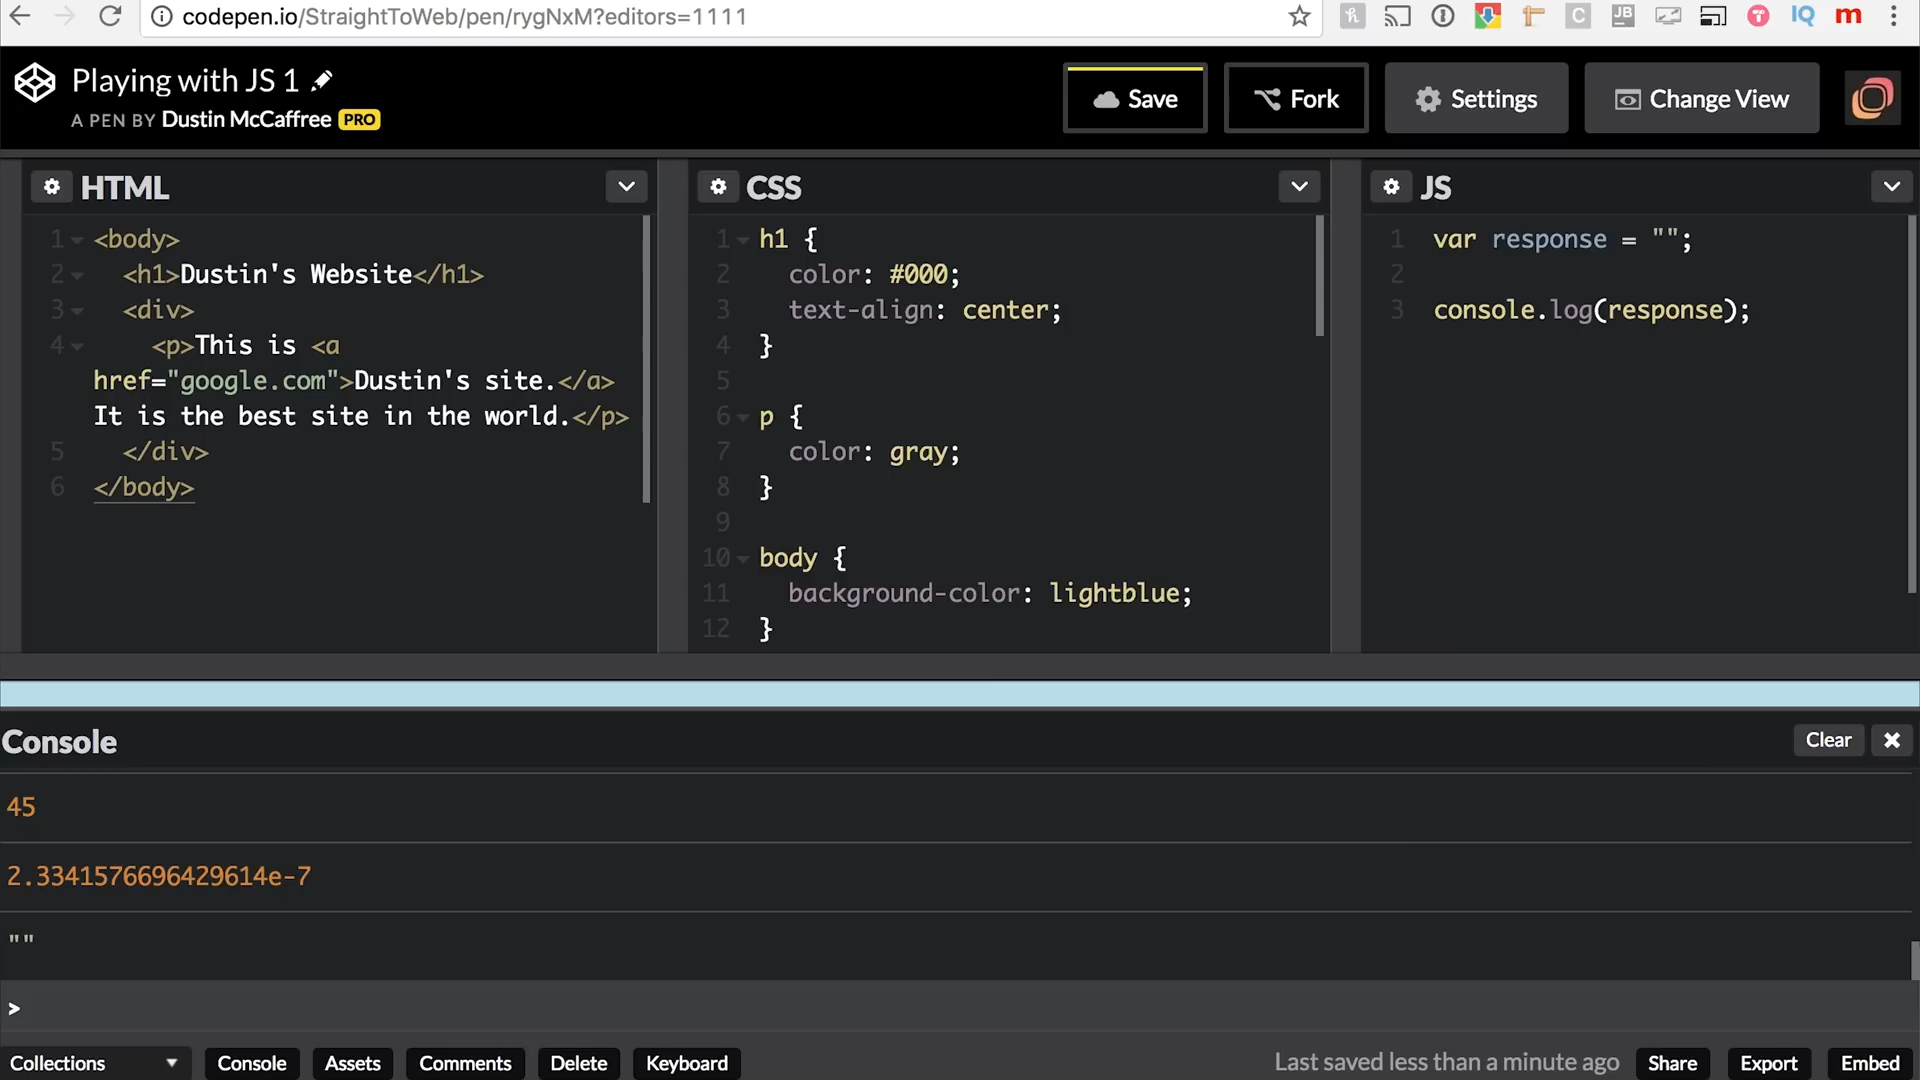 codepen.io/StraightToWeb/pen/rygNxM?editors=1111
Playing with JS 1
A PEN BY Dustin McCaffree PRO
Save
Fork
Settings
Change View
HTML
1 <body>
2 <h1>Dustin's Website</h1>
3 <div>
4 <p>This is <a
href="google.com">Dustin's site.</a>
It is the best site in the world.</p>
5 </div>
6 </body>
CSS
1 h1 {
2 color: #000;
3 text-align: center;
4 }
5
6 p {
7 color: gray;
8 }
9
10 body {
11 background-color: lightblue;
12 }
JS
1 var response = "";
2
3 console.log(response);
Console
Clear
45
2.3341576696429614e-7
""
>
Collections
Console
Assets
Comments
Delete
Keyboard
Last saved less than a minute ago
Share
Export
Embed